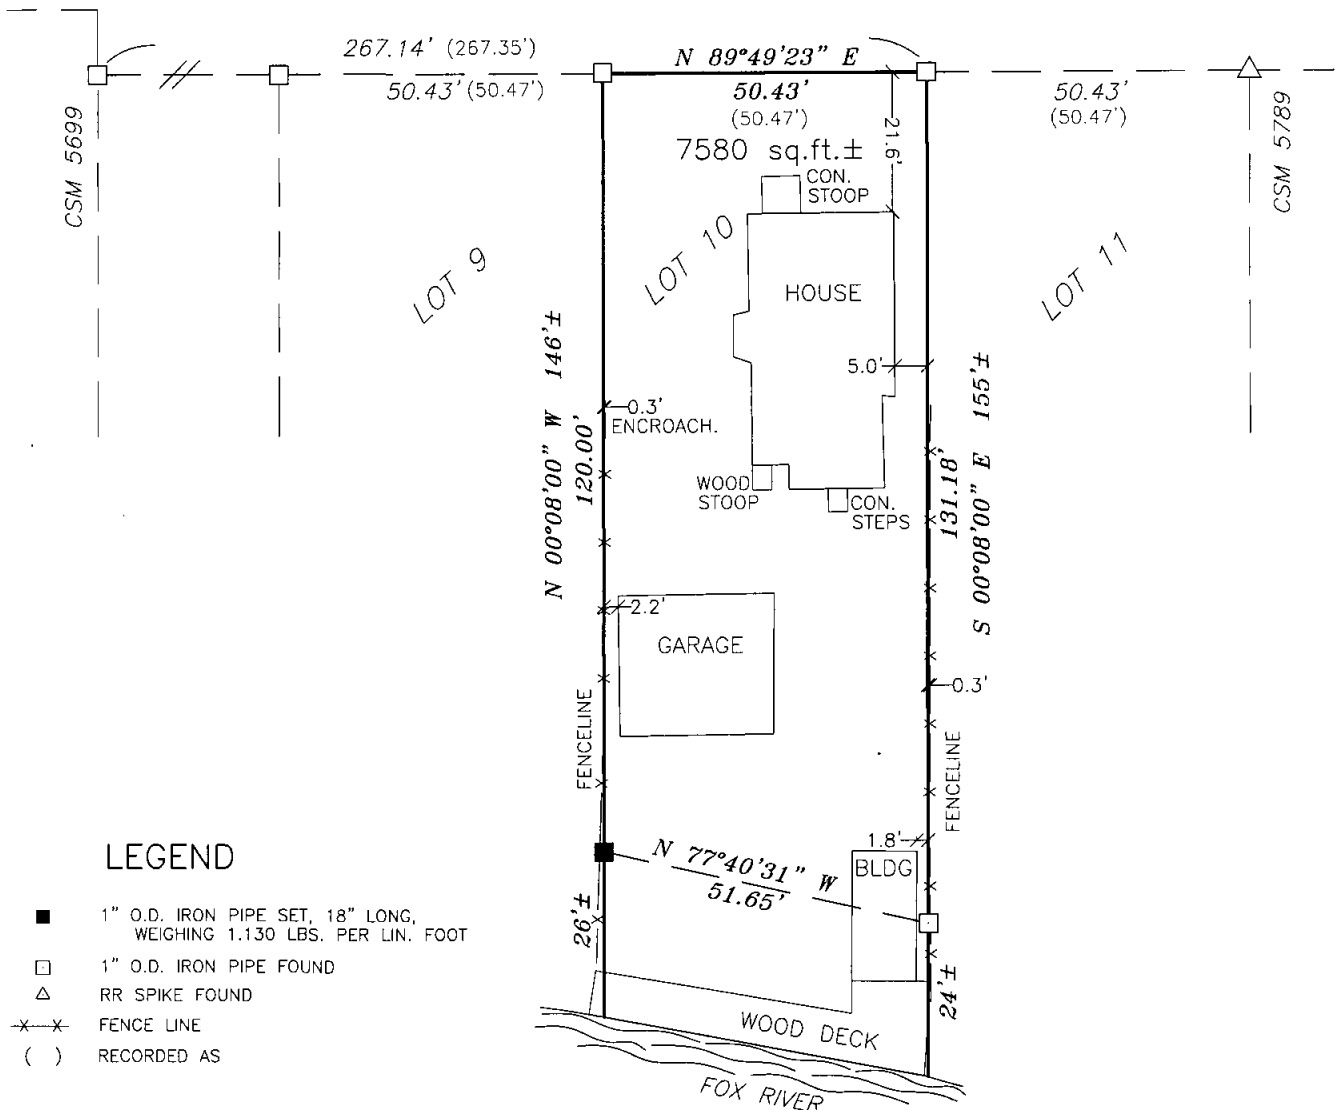 267.14' (267.35')
50.43' (50.47')
N 89°49'23" E
50.43'
(50.47')
7580 sq.ft.±
21.6'
50.43'
(50.47')
CSM 5699
CSM 5789
CON.
STOOP
LOT 9
LOT 10
LOT 11
HOUSE
5.0'
N 00°08'00" W 146'±
120.00'
0.3'
ENCROACH.
S 00°08'00" E 155'±
131.18'
WOOD
STOOP
CON.
STEPS
2.2'
GARAGE
0.3'
FENCELINE
FENCELINE
1.8'
BLDG
N 77°40'31" W
51.65'
26'±
24'±
WOOD DECK
FOX RIVER
LEGEND
1" O.D. IRON PIPE SET, 18" LONG,
WEIGHING 1.130 LBS. PER LIN. FOOT
1" O.D. IRON PIPE FOUND
RR SPIKE FOUND
FENCE LINE
( ) RECORDED AS